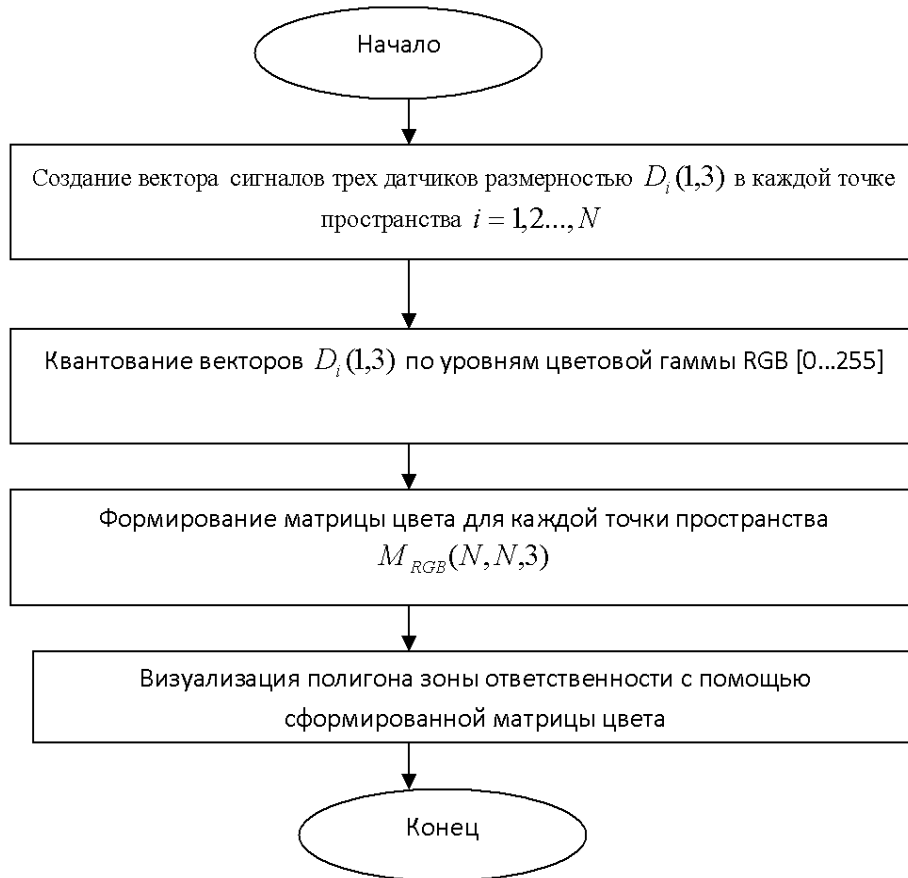 Начало
Создание вектора сигналов трех датчиков размерностью D_i(1,3) в каждой точке
пространства i = 1,2...,N
Квантование векторов D_i(1,3) по уровням цветовой гаммы RGB [0...255]
Формирование матрицы цвета для каждой точки пространства
M_RGB(N,N,3)
Визуализация полигона зоны ответственности с помощью
сформированной матрицы цвета
Конец